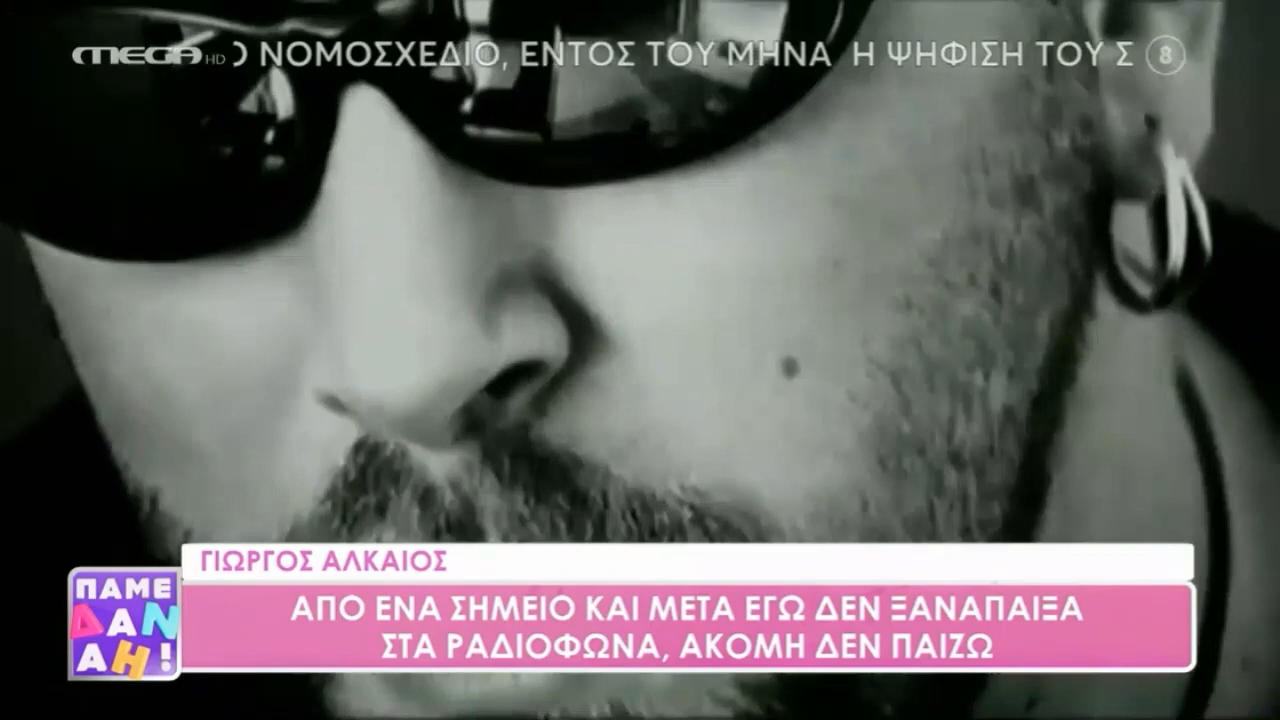 MEGA HD Ο ΝΟΜΟΣΧΕΔΙΟ, ΕΝΤΟΣ ΤΟΥ ΜΗΝΑ Η ΨΗΦΙΣΗ ΤΟΥ Σ 8
ΓΙΩΡΓΟΣ ΑΛΚΑΙΟΣ
ΠΑΜΕ
ΔΑΝ
ΑΗ!
ΑΠΟ ΕΝΑ ΣΗΜΕΙΟ ΚΑΙ ΜΕΤΑ ΕΓΩ ΔΕΝ ΞΑΝΑΠΑΙΞΑ
ΣΤΑ ΡΑΔΙΟΦΩΝΑ, ΑΚΟΜΗ ΔΕΝ ΠΑΙΖΩ